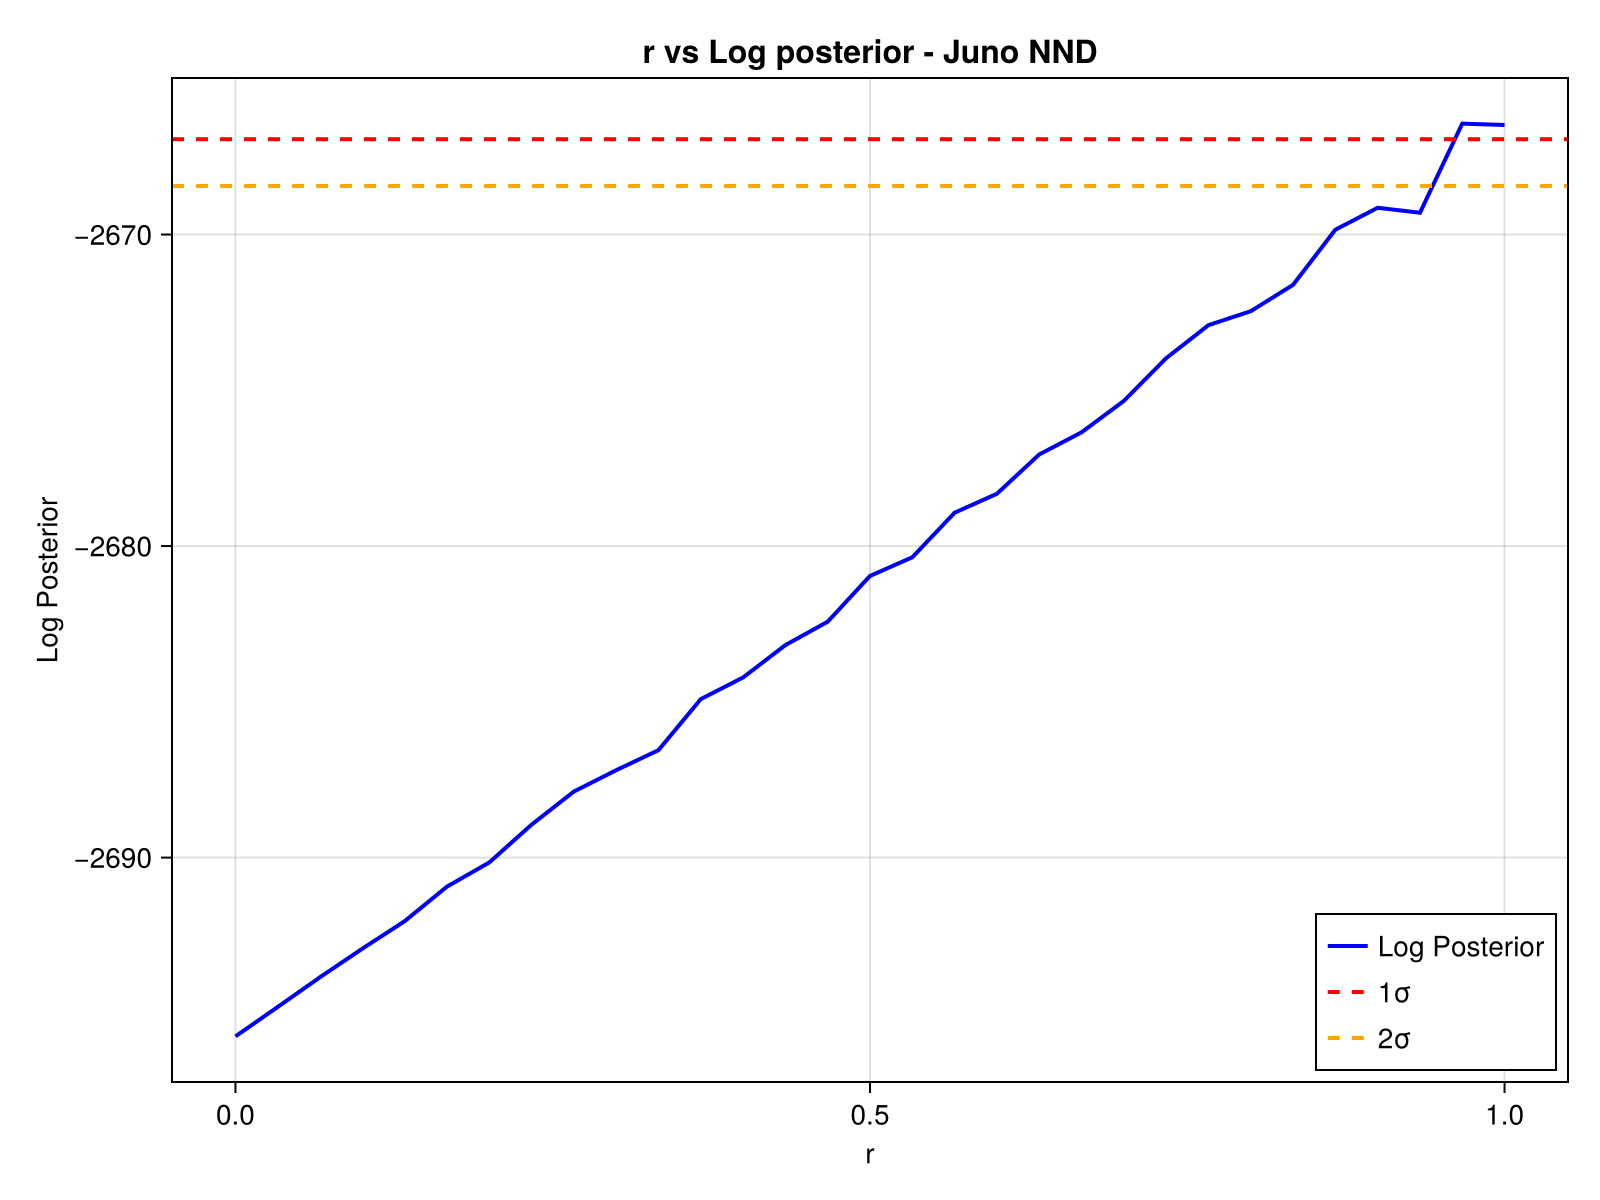 r vs Log posterior - Juno NND
Log Posterior
−2670
−2680
−2690
0.0
0.5
1.0
r
Log Posterior
1σ
2σ